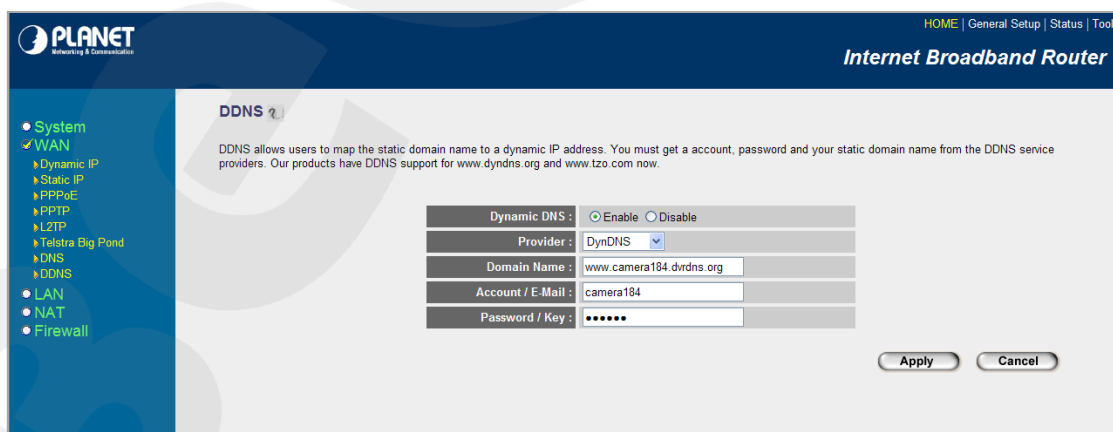 PLANET
Networking & Communication
HOME | General Setup | Status | Tool
Internet Broadband Router
System
WAN
Dynamic IP
Static IP
PPPoE
PPTP
L2TP
Telstra Big Pond
DNS
DDNS
LAN
NAT
Firewall
DDNS
DDNS allows users to map the static domain name to a dynamic IP address. You must get a account, password and your static domain name from the DDNS service
providers. Our products have DDNS support for www.dyndns.org and www.tzo.com now.
Dynamic DNS : Enable Disable
Provider : DynDNS
Domain Name : www.camera184.dvrdns.org
Account / E-Mail : camera184
Password / Key : ••••••
Apply Cancel